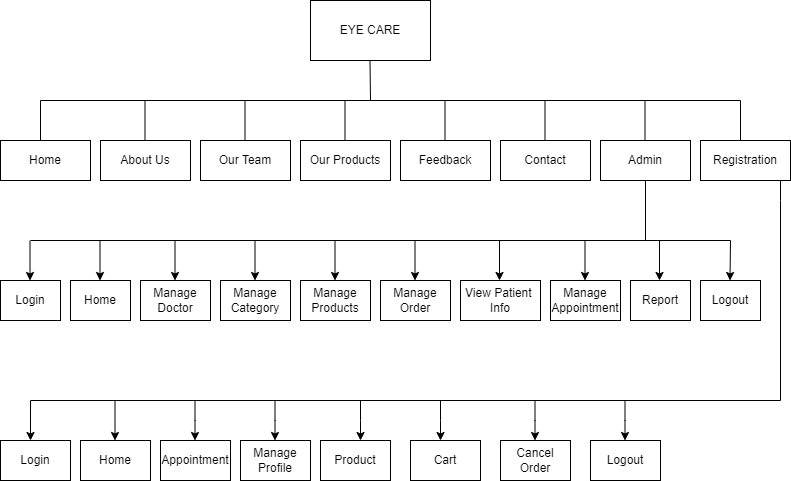 EYE CARE
Home
About Us
Our Team
Our Products
Feedback
Contact
Admin
Registration
Login
Home
Manage
Doctor
Manage
Category
Manage
Products
Manage
Order
View Patient
Info
Manage
Appointment
Report
Logout
Login
Home
Appointment
Manage
Profile
Product
Cart
Cancel
Order
Logout